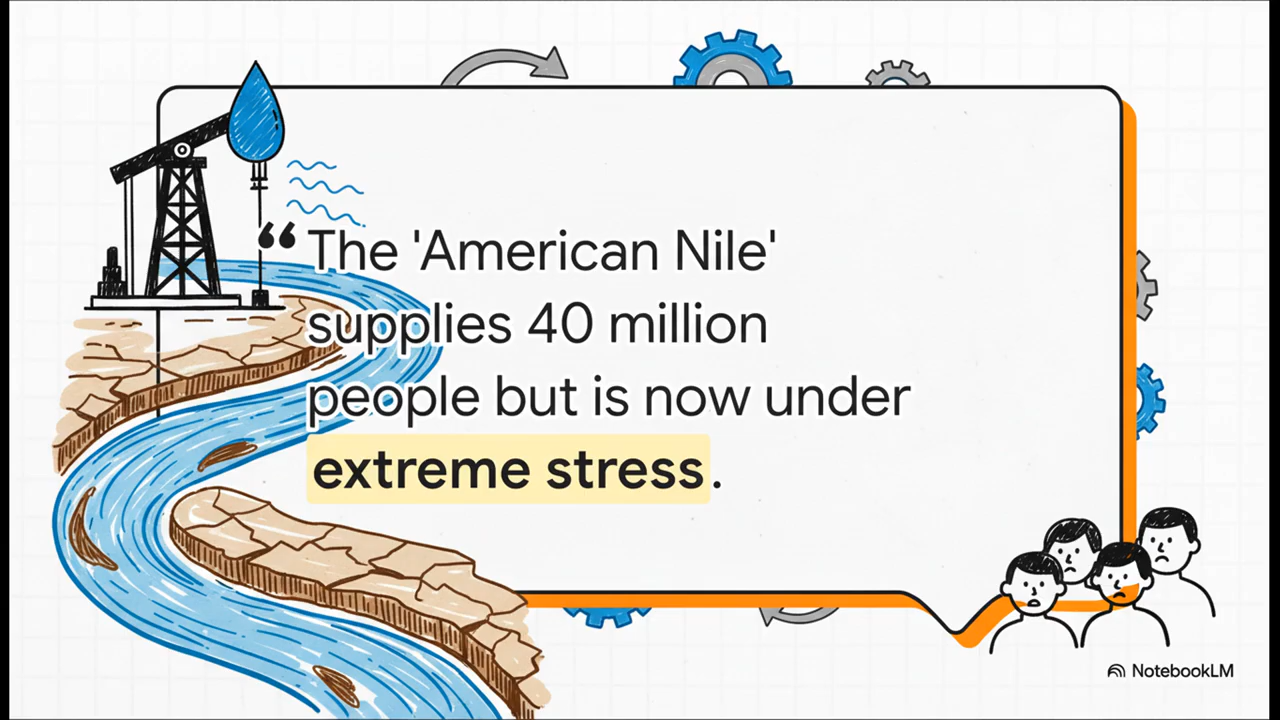 “The 'American Nile'
supplies 40 million
people but is now under
extreme stress.
NotebookLM